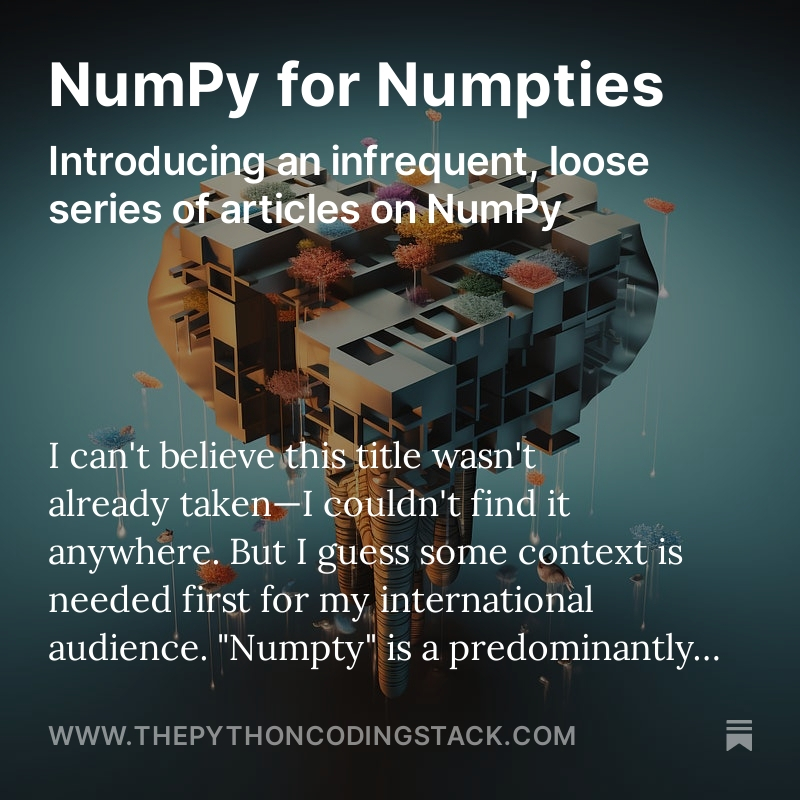 NumPy for Numpties
Introducing an infrequent, loose
series of articles on NumPy
I can't believe this title wasn't
already taken—I couldn't find it
anywhere. But I guess some context is
needed first for my international
audience. "Numpty" is a predominantly...
WWW.THEPYTHONCODINGSTACK.COM